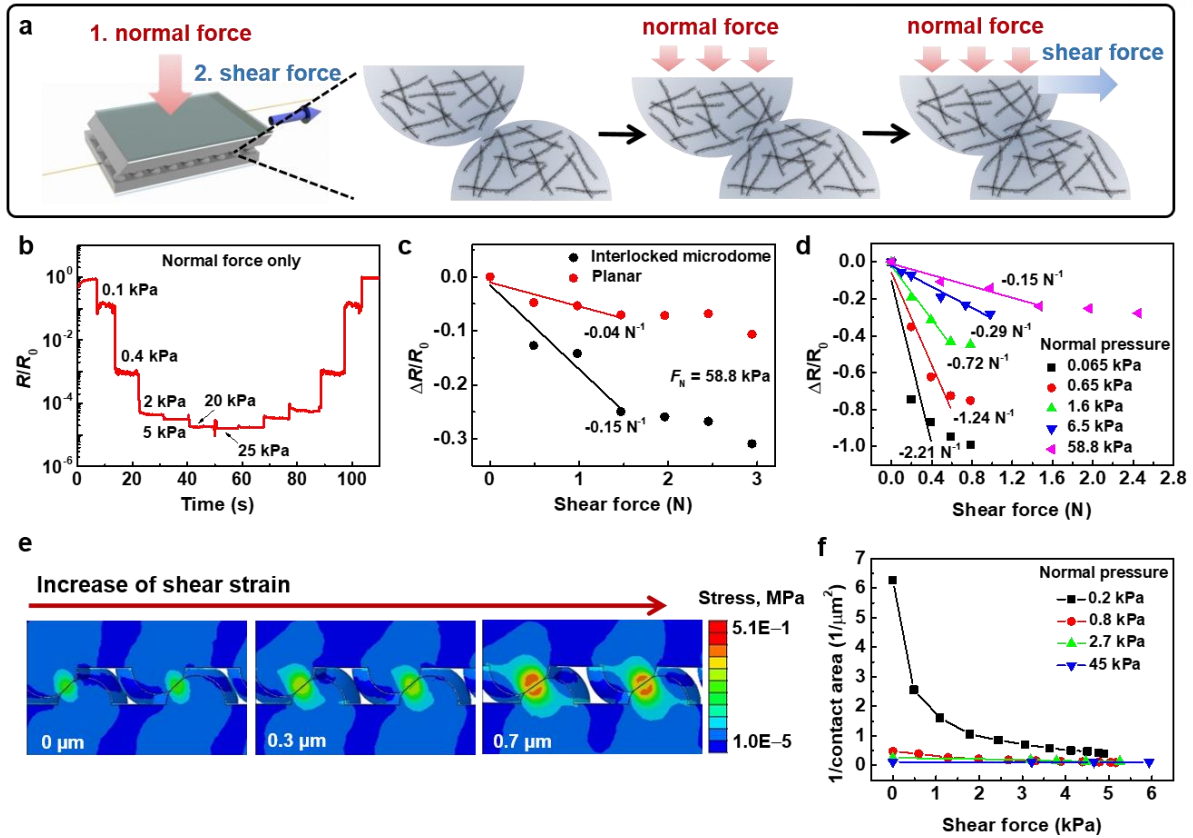 a
1. normal force
2. shear force
normal force
normal force
shear force
b
Normal force only
0.1 kPa
0.4 kPa
2 kPa
20 kPa
5 kPa
25 kPa
10⁰
10⁻²
10⁻⁴
10⁻⁶
R/R₀
0 20 40 60 80 100
Time (s)
c
Interlocked microdome
Planar
-0.04 N⁻¹
F_N = 58.8 kPa
-0.15 N⁻¹
0.0
-0.1
-0.2
-0.3
ΔR/R₀
0 1 2 3
Shear force (N)
d
-0.15 N⁻¹
-0.29 N⁻¹
-0.72 N⁻¹
-1.24 N⁻¹
-2.21 N⁻¹
Normal pressure
0.065 kPa
0.65 kPa
1.6 kPa
6.5 kPa
58.8 kPa
0.0
-0.2
-0.4
-0.6
-0.8
-1.0
ΔR/R₀
0.0 0.4 0.8 1.2 1.6 2.0 2.4 2.8
Shear force (N)
e
Increase of shear strain
Stress, MPa
5.1E–1
1.0E–5
0 µm
0.3 µm
0.7 µm
f
Normal pressure
0.2 kPa
0.8 kPa
2.7 kPa
45 kPa
7
6
5
4
3
2
1
0
1/contact area (1/µm²)
0 1 2 3 4 5 6
Shear force (kPa)